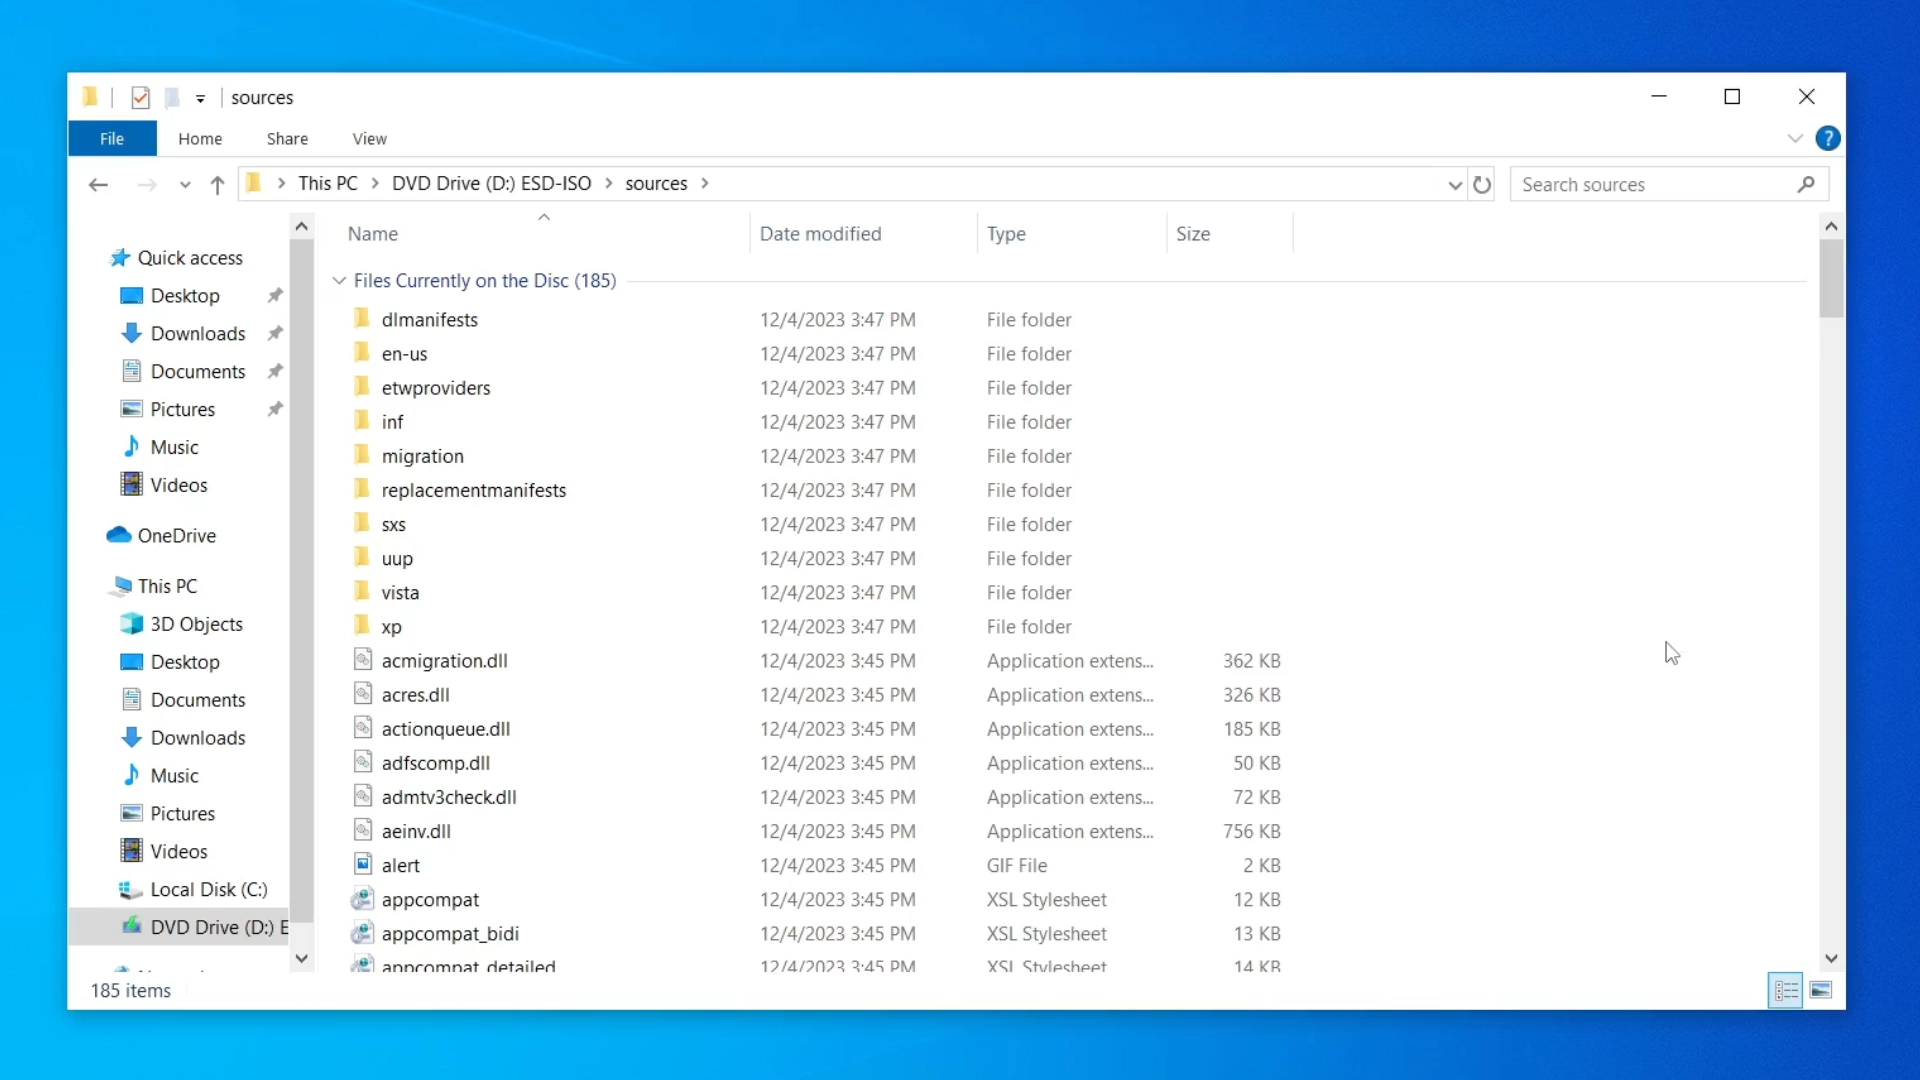 sources
File Home Share View
?
This PC DVD Drive (D:) ESD-ISO sources
Search sources
Name Date modified Type Size
Files Currently on the Disc (185)
dlmanifests 12/4/2023 3:47 PM File folder
en-us 12/4/2023 3:47 PM File folder
etwproviders 12/4/2023 3:47 PM File folder
inf 12/4/2023 3:47 PM File folder
migration 12/4/2023 3:47 PM File folder
replacementmanifests 12/4/2023 3:47 PM File folder
sxs 12/4/2023 3:47 PM File folder
uup 12/4/2023 3:47 PM File folder
vista 12/4/2023 3:47 PM File folder
xp 12/4/2023 3:47 PM File folder
acmigration.dll 12/4/2023 3:45 PM Application extens... 362 KB
acres.dll 12/4/2023 3:45 PM Application extens... 326 KB
actionqueue.dll 12/4/2023 3:45 PM Application extens... 185 KB
adfscomp.dll 12/4/2023 3:45 PM Application extens... 50 KB
admtv3check.dll 12/4/2023 3:45 PM Application extens... 72 KB
aeinv.dll 12/4/2023 3:45 PM Application extens... 756 KB
alert 12/4/2023 3:45 PM GIF File 2 KB
appcompat 12/4/2023 3:45 PM XSL Stylesheet 12 KB
appcompat_bidi 12/4/2023 3:45 PM XSL Stylesheet 13 KB
appcompat_detailed 12/4/2023 3:45 PM XSL Stylesheet 14 KB
Quick access
Desktop
Downloads
Documents
Pictures
Music
Videos
OneDrive
This PC
3D Objects
Desktop
Documents
Downloads
Music
Pictures
Videos
Local Disk (C:)
DVD Drive (D:) E
185 items